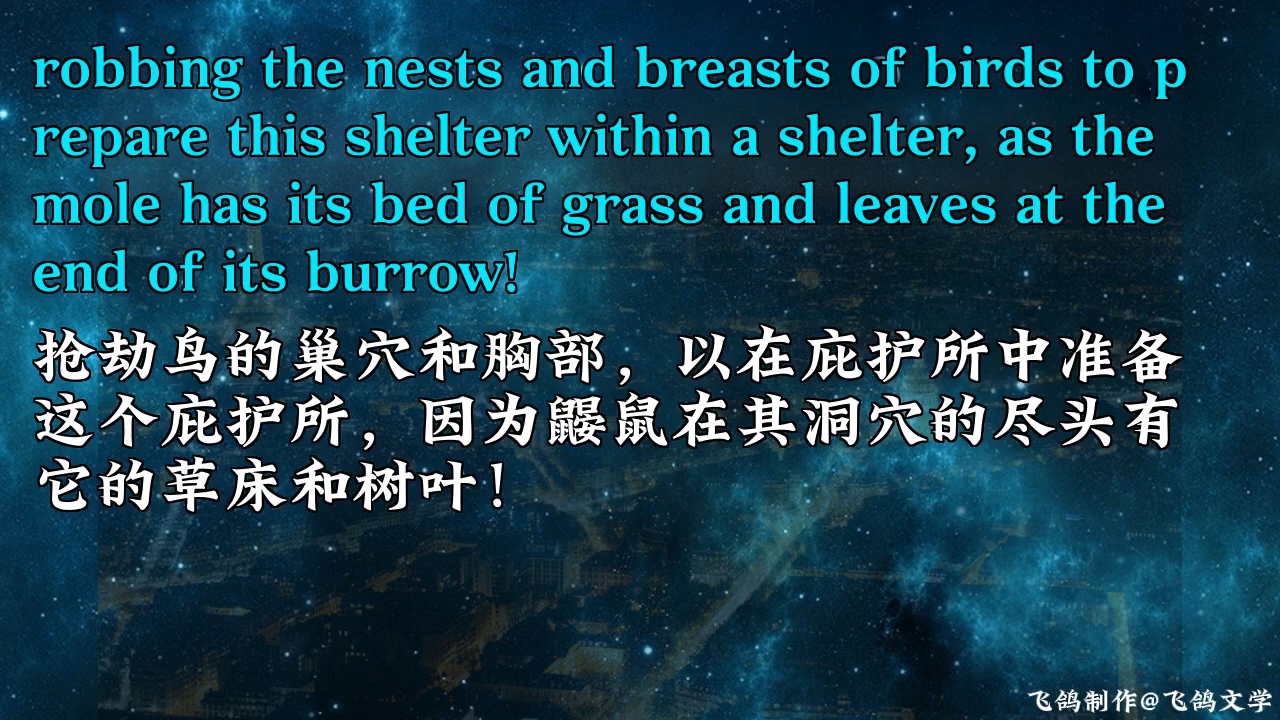 robbing the nests and breasts of birds to p
repare this shelter within a shelter, as the
mole has its bed of grass and leaves at the
end of its burrow!
抢劫鸟的巢穴和胸部，以在庇护所中准备
这个庇护所，因为鼹鼠在其洞穴的尽头有
它的草床和树叶！
飞鸽制作@飞鸽文学